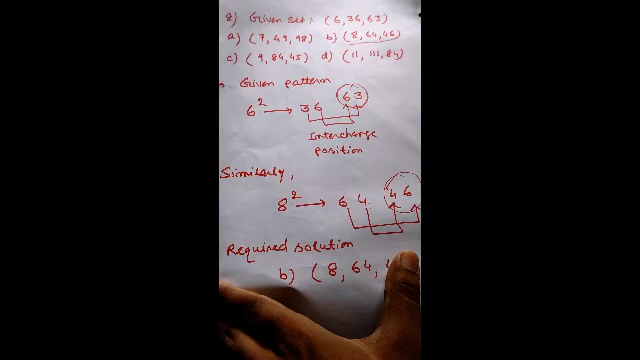 8) Given set : (6, 36, 63)
a) (7, 49, 98) b) (8, 64, 46)
c) (9, 84, 45) d) (11, 111, 84)
Given pattern
6² → 36 63
Interchange
position
Similarly,
8² → 64 46
Required solution
b) (8, 64,